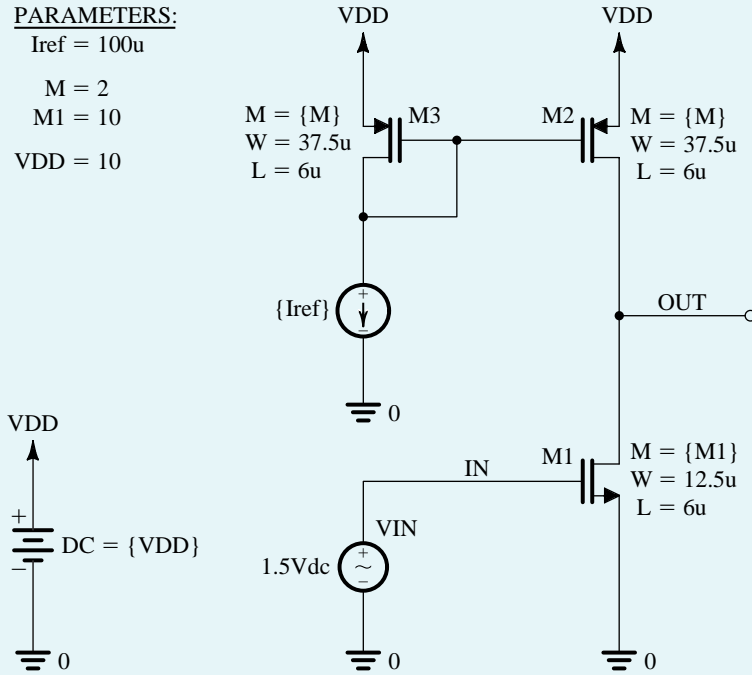 PARAMETERS:
Iref = 100u
M = 2
M1 = 10
VDD = 10
VDD
VDD
M = {M}
W = 37.5u
L = 6u
M3
M2
M = {M}
W = 37.5u
L = 6u
{Iref}
+
−
0
OUT
VDD
+
−
DC = {VDD}
0
IN
VIN
1.5Vdc
+
~
−
0
M1
M = {M1}
W = 12.5u
L = 6u
0